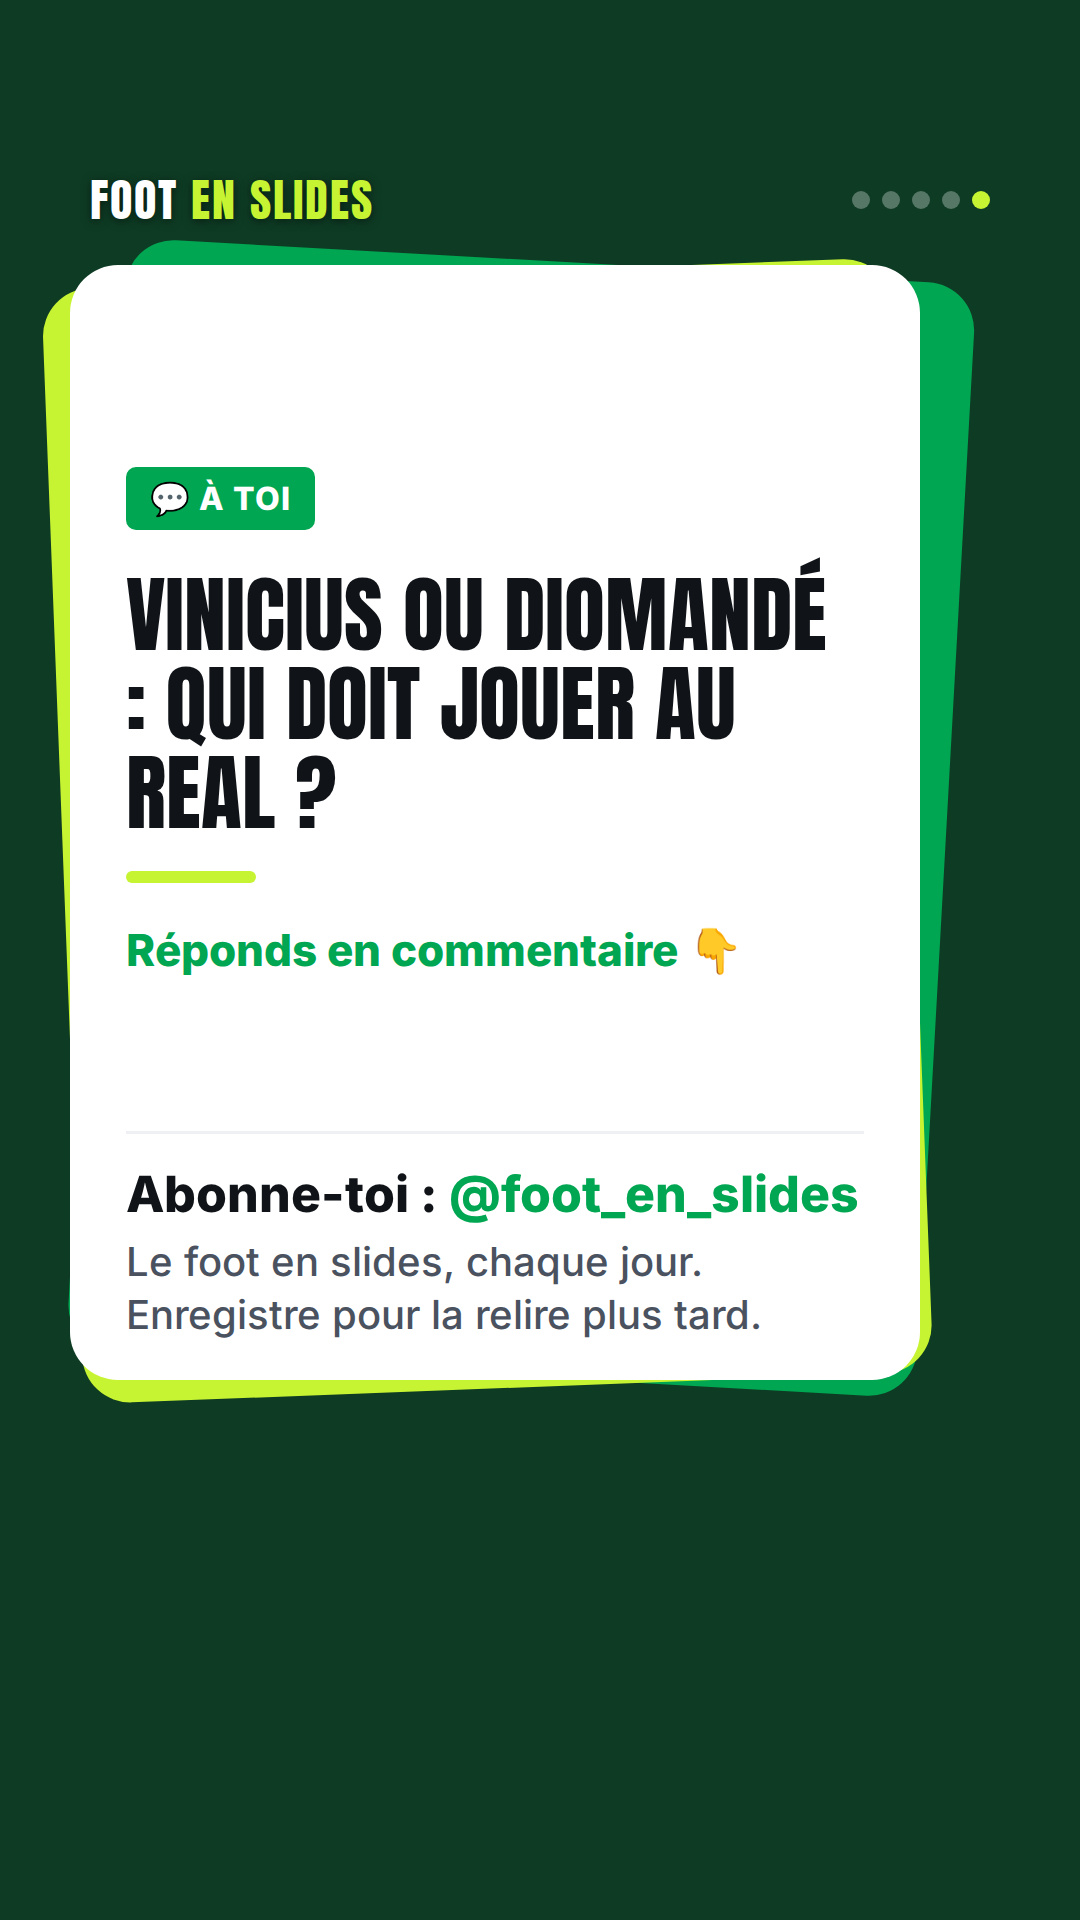 FOOT EN SLIDES
💬 À TOI
VINICIUS OU DIOMANDÉ
: QUI DOIT JOUER AU
REAL ?
Réponds en commentaire 👇
Abonne-toi : @foot_en_slides
Le foot en slides, chaque jour.
Enregistre pour la relire plus tard.